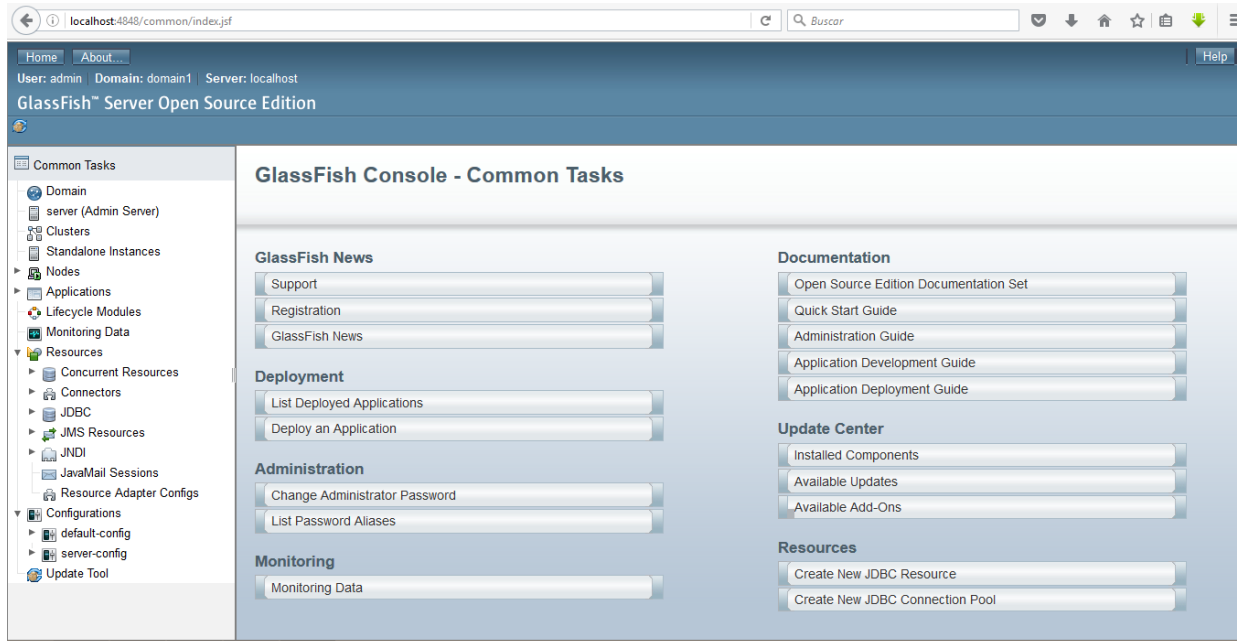 localhost:4848/common/index.jsf
Buscar
Home About... Help
User: admin Domain: domain1 Server: localhost
GlassFish™ Server Open Source Edition
Common Tasks
Domain
server (Admin Server)
Clusters
Standalone Instances
Nodes
Applications
Lifecycle Modules
Monitoring Data
Resources
Concurrent Resources
Connectors
JDBC
JMS Resources
JNDI
JavaMail Sessions
Resource Adapter Configs
Configurations
default-config
server-config
Update Tool
GlassFish Console - Common Tasks
GlassFish News
Support
Registration
GlassFish News
Deployment
List Deployed Applications
Deploy an Application
Administration
Change Administrator Password
List Password Aliases
Monitoring
Monitoring Data
Documentation
Open Source Edition Documentation Set
Quick Start Guide
Administration Guide
Application Development Guide
Application Deployment Guide
Update Center
Installed Components
Available Updates
Available Add-Ons
Resources
Create New JDBC Resource
Create New JDBC Connection Pool